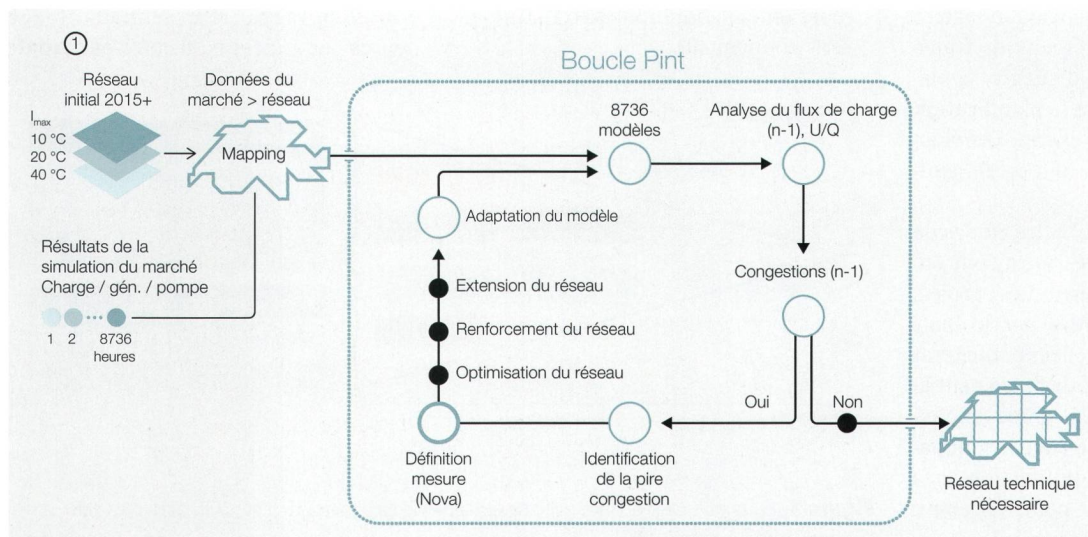 1
Réseau
initial 2015+
Imax
10 °C
20 °C
40 °C
Données du
marché > réseau
Mapping
Résultats de la
simulation du marché
Charge / gén. / pompe
1 2 8736
heures
Boucle Pint
8736
modèles
Analyse du flux de charge
(n-1), U/Q
Adaptation du modèle
Extension du réseau
Renforcement du réseau
Optimisation du réseau
Congestions (n-1)
Oui
Non
Définition
mesure
(Nova)
Identification
de la pire
congestion
Réseau technique
nécessaire